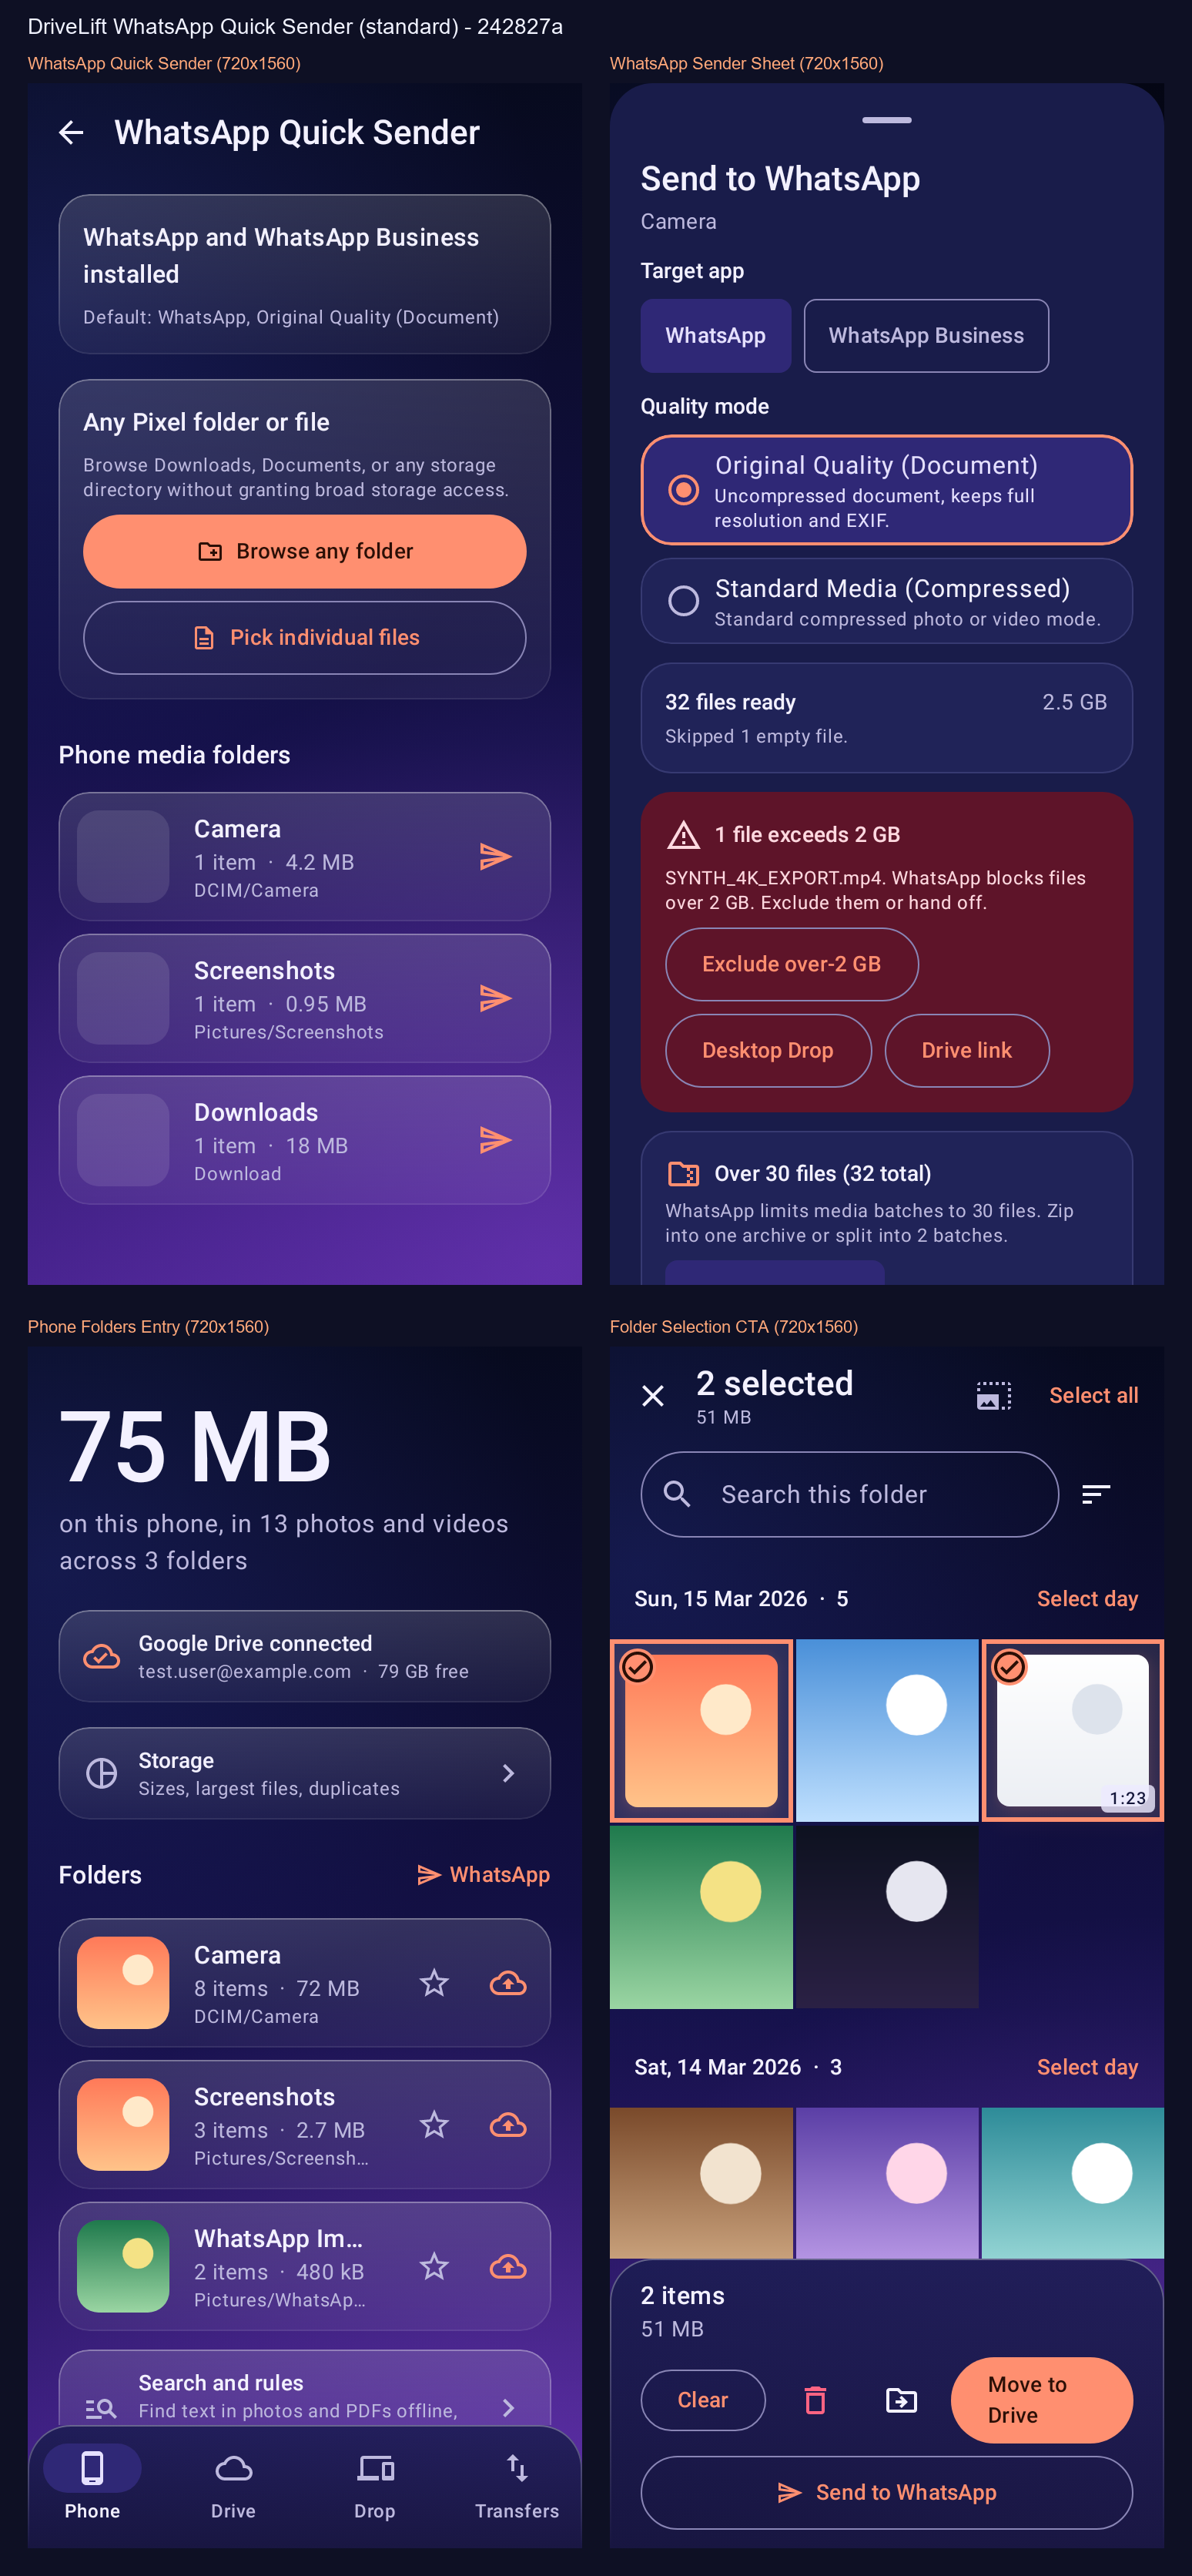 DriveLift WhatsApp Quick Sender (standard) - 242827a
WhatsApp Quick Sender (720x1560)
WhatsApp Quick Sender
WhatsApp and WhatsApp Business
installed
Default: WhatsApp, Original Quality (Document)
Any Pixel folder or file
Browse Downloads, Documents, or any storage
directory without granting broad storage access.
Browse any folder
Pick individual files
Phone media folders
Camera
1 item · 4.2 MB
DCIM/Camera
Screenshots
1 item · 0.95 MB
Pictures/Screenshots
Downloads
1 item · 18 MB
Download
WhatsApp Sender Sheet (720x1560)
Send to WhatsApp
Camera
Target app
WhatsApp
WhatsApp Business
Quality mode
Original Quality (Document)
Uncompressed document, keeps full
resolution and EXIF.
Standard Media (Compressed)
Standard compressed photo or video mode.
32 files ready 2.5 GB
Skipped 1 empty file.
1 file exceeds 2 GB
SYNTH_4K_EXPORT.mp4. WhatsApp blocks files
over 2 GB. Exclude them or hand off.
Exclude over-2 GB
Desktop Drop
Drive link
Over 30 files (32 total)
WhatsApp limits media batches to 30 files. Zip
into one archive or split into 2 batches.
Phone Folders Entry (720x1560)
75 MB
on this phone, in 13 photos and videos
across 3 folders
Google Drive connected
test.user@example.com · 79 GB free
Storage
Sizes, largest files, duplicates
Folders
WhatsApp
Camera
8 items · 72 MB
DCIM/Camera
Screenshots
3 items · 2.7 MB
Pictures/Screensh...
WhatsApp Im...
2 items · 480 kB
Pictures/WhatsAp...
Search and rules
Find text in photos and PDFs offline,
Phone
Drive
Drop
Transfers
Folder Selection CTA (720x1560)
2 selected
51 MB
Select all
Search this folder
Sun, 15 Mar 2026 · 5
Select day
1:23
Sat, 14 Mar 2026 · 3
Select day
2 items
51 MB
Clear
Move to
Drive
Send to WhatsApp